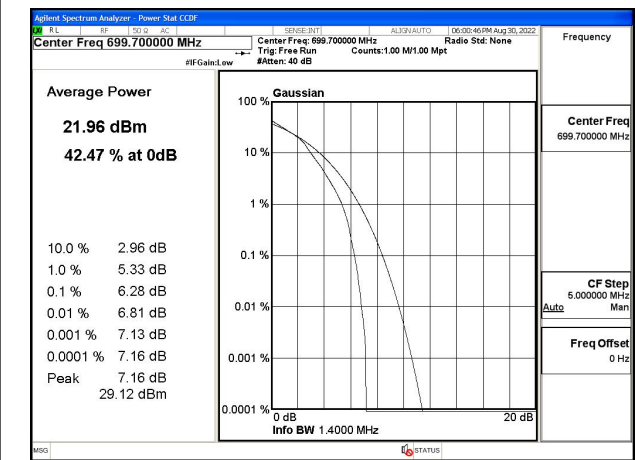 Agilent Spectrum Analyzer - Power Stat CCDF
LXI RL RF 50 Ω AC SENSE:INT ALIGNAUTO 06:00:46 PM Aug 30, 2022
Center Freq 699.700000 MHz
Center Freq: 699.700000 MHz Radio Std: None
Trig: Free Run Counts:1.00 M/1.00 Mpt
#IFGain:Low #Atten: 40 dB
Frequency
Average Power
21.96 dBm
42.47 % at 0dB
10.0 % 2.96 dB
1.0 % 5.33 dB
0.1 % 6.28 dB
0.01 % 6.81 dB
0.001 % 7.13 dB
0.0001 % 7.16 dB
Peak 7.16 dB
29.12 dBm
Gaussian
100 %
10 %
1 %
0.1 %
0.01 %
0.001 %
0.0001 %
0 dB 20 dB
Info BW 1.4000 MHz
Center Freq
699.700000 MHz
CF Step
5.000000 MHz
Auto Man
Freq Offset
0 Hz
MSG STATUS